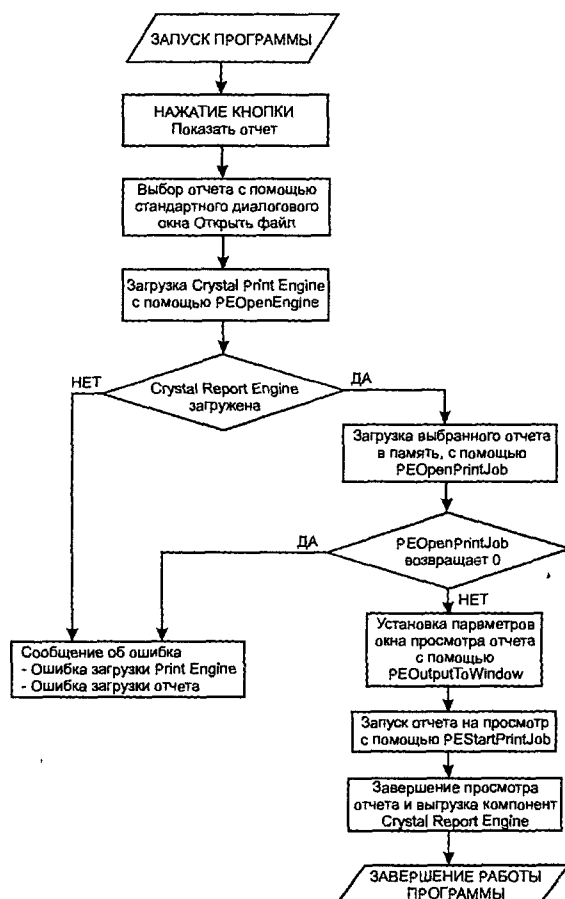 ЗАПУСК ПРОГРАММЫ
НАЖАТИЕ КНОПКИ
Показать отчет
Выбор отчета с помощью
стандартного диалогового
окна Открыть файл
Загрузка Crystal Print Engine
с помощью PEOpenEngine
НЕТ
Crystal Report Engine
загружена
ДА
Загрузка выбранного отчета
в память, с помощью
PEOpenPrintJob
ДА
PEOpenPrintJob
возвращает 0
НЕТ
Сообщение об ошибка
- Ошибка загрузки Print Engine
- Ошибка загрузки отчета
Установка параметров
окна просмотра отчета
с помощью
PEOutputToWindow
Запуск отчета на просмотр
с помощью PEStartPrintJob
Завершение просмотра
отчета и выгрузка компонент
Crystal Report Engine
ЗАВЕРШЕНИЕ РАБОТЫ
ПРОГРАММЫ